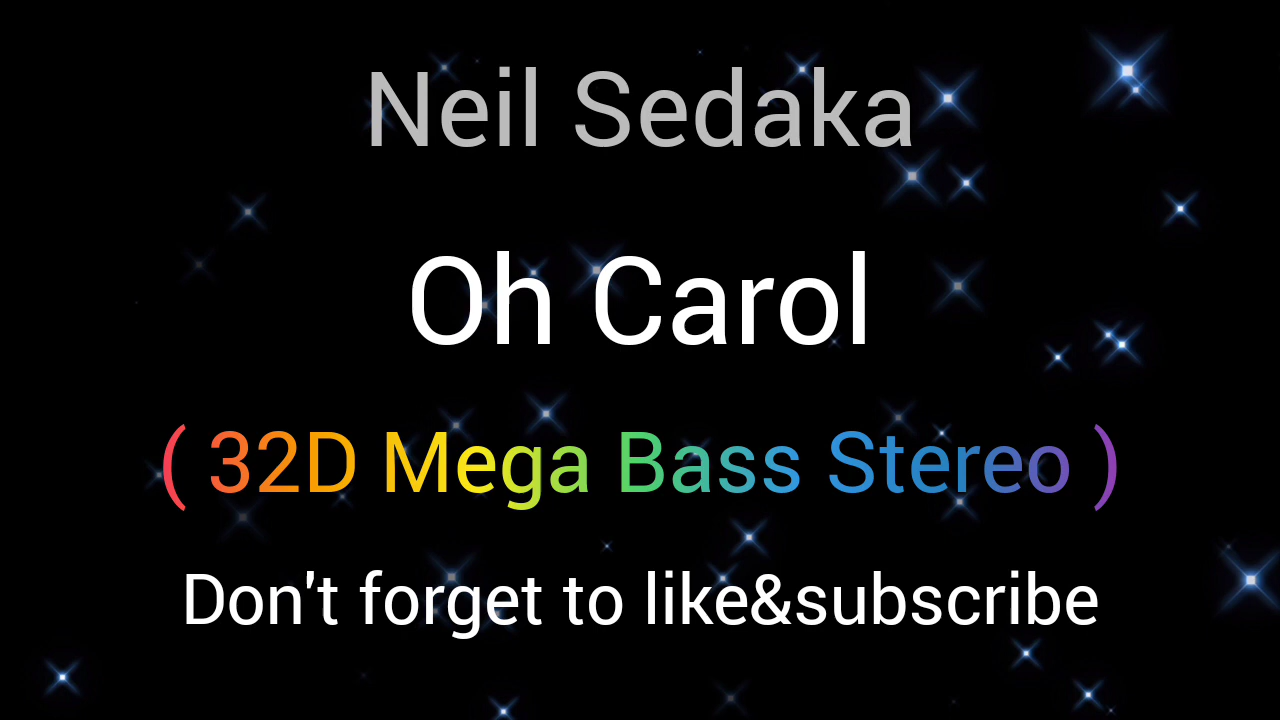 Neil Sedaka
Oh Carol
( 32D Mega Bass Stereo )
Don't forget to like&subscribe